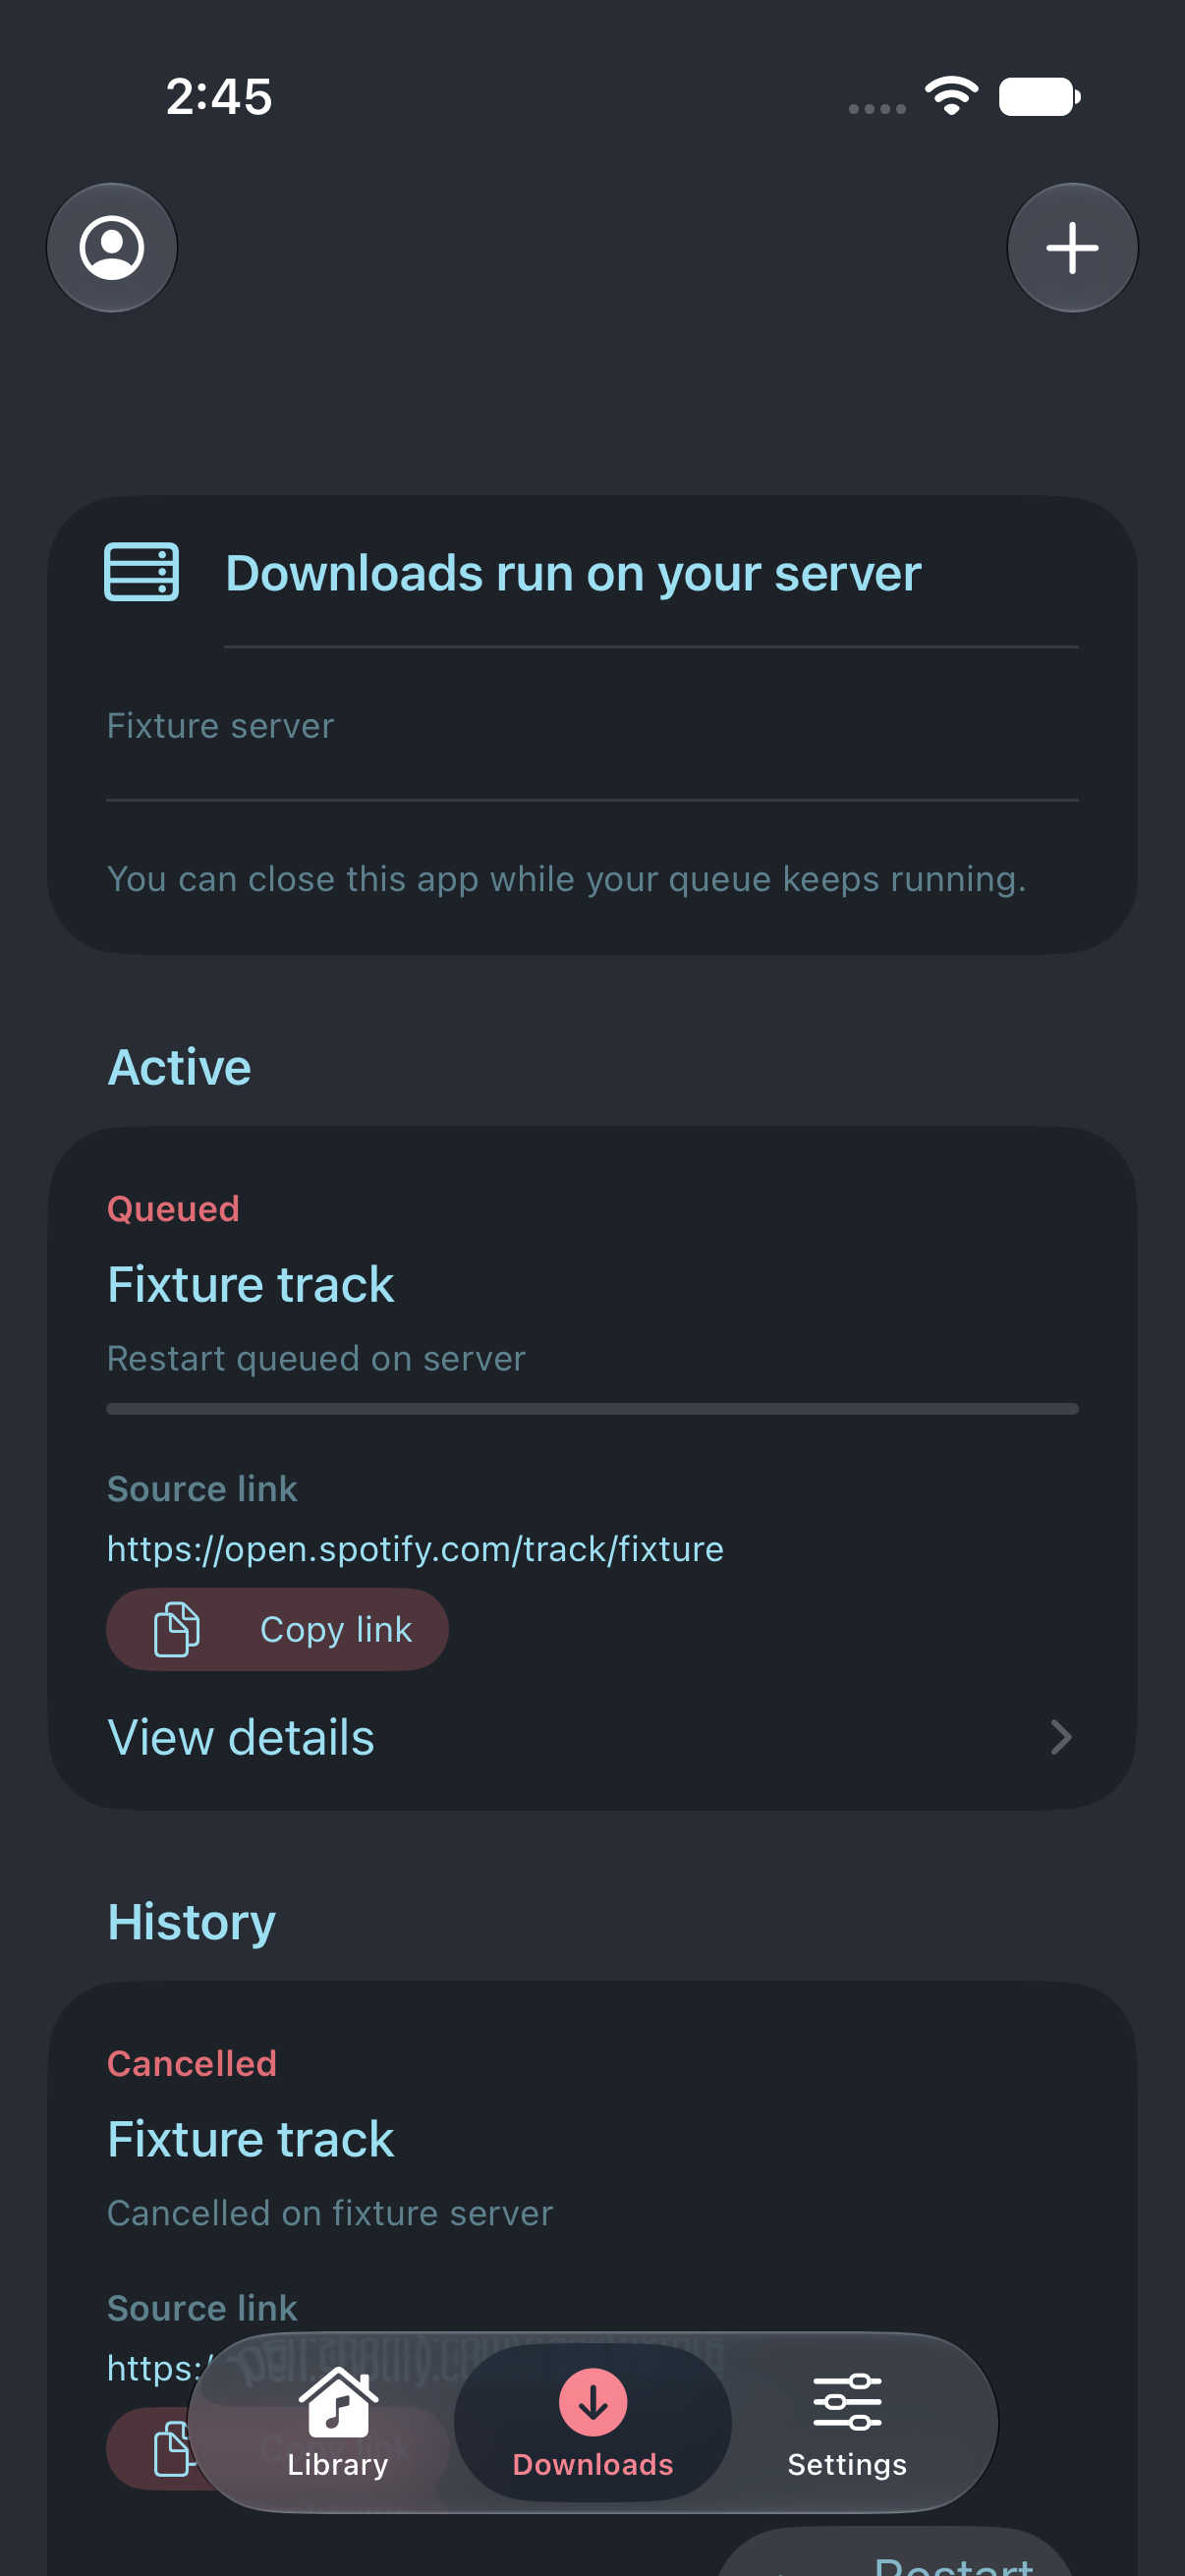 2:45
Downloads run on your server
Fixture server
You can close this app while your queue keeps running.
Active
Queued
Fixture track
Restart queued on server
Source link
https://open.spotify.com/track/fixture
Copy link
View details
History
Cancelled
Fixture track
Cancelled on fixture server
Source link
https:/
Library
Downloads
Settings
Restart